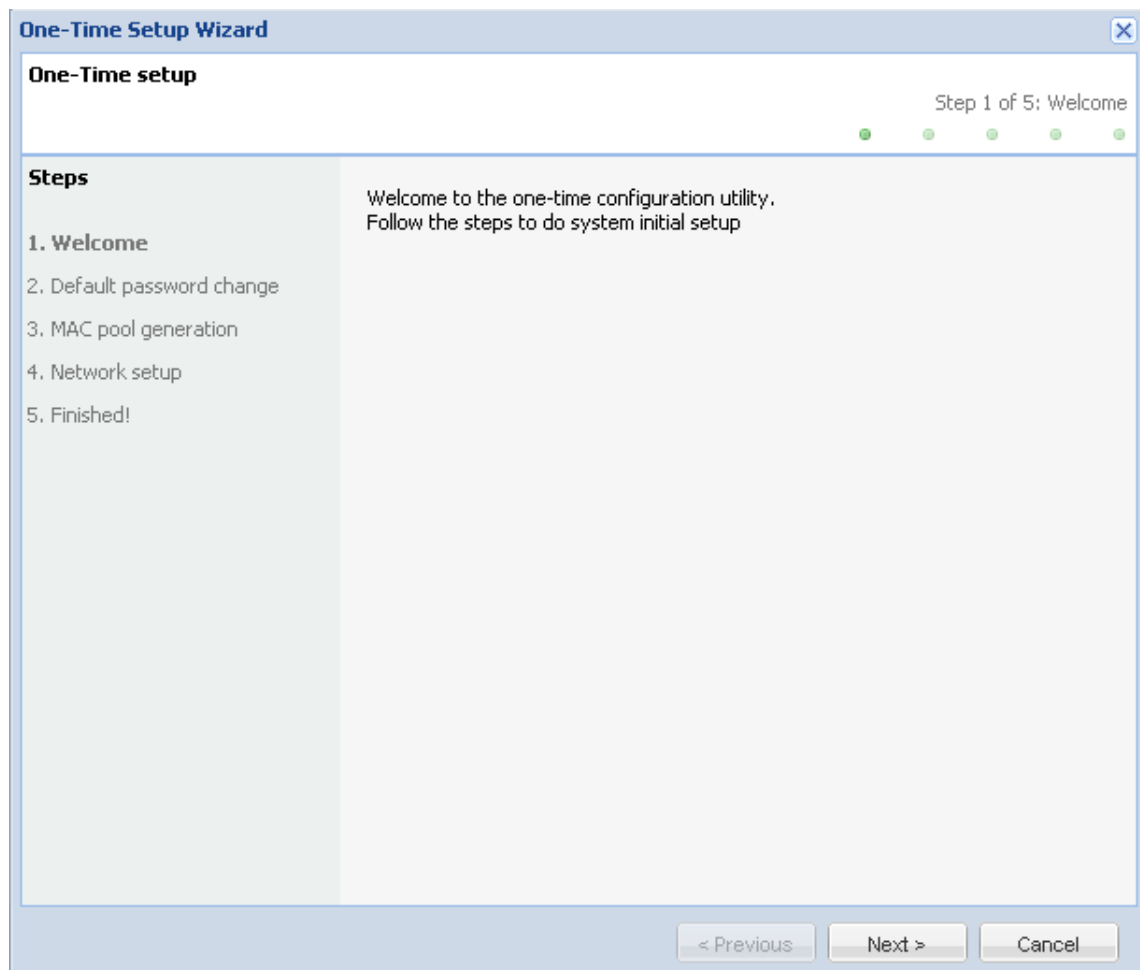 One-Time Setup Wizard
One-Time setup
Step 1 of 5: Welcome
Steps
1. Welcome
2. Default password change
3. MAC pool generation
4. Network setup
5. Finished!
Welcome to the one-time configuration utility.
Follow the steps to do system initial setup
< Previous
Next >
Cancel